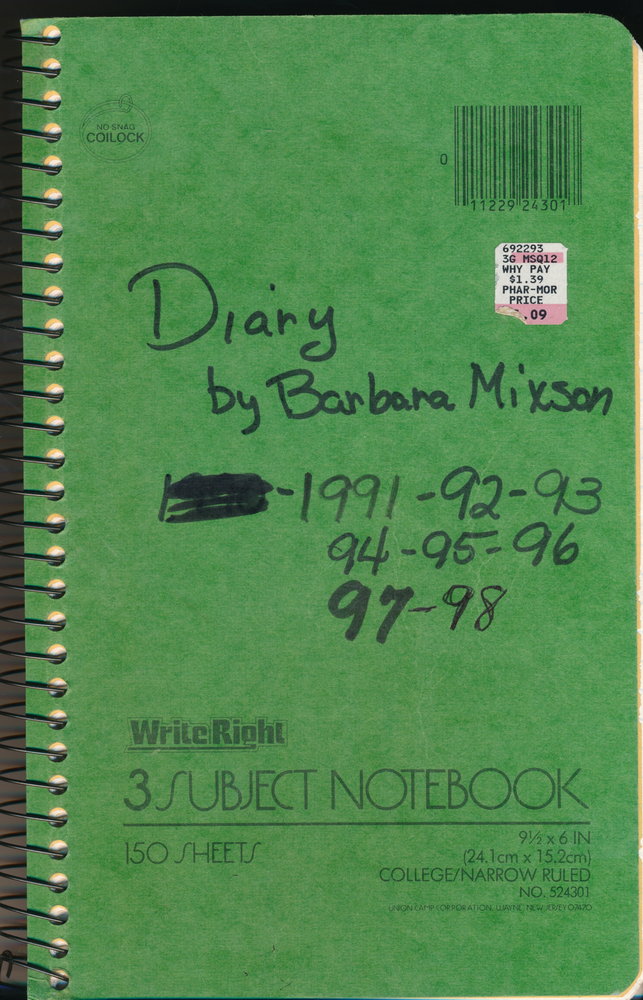 NO SNAG
COILOCK
0
11229 24301
692293
3G MSQ12
WHY PAY
$1.39
PHAR-MOR
PRICE
.09
Diary
by Barbara Mixson
-1991-92-93
94-95-96
97-98
WriteRight
3 SUBJECT NOTEBOOK
150 SHEETS
9½ x 6 IN
(24.1cm x 15.2cm)
COLLEGE/NARROW RULED
NO. 524301
UNION CAMP CORPORATION, WAYNE, NEW JERSEY 07470